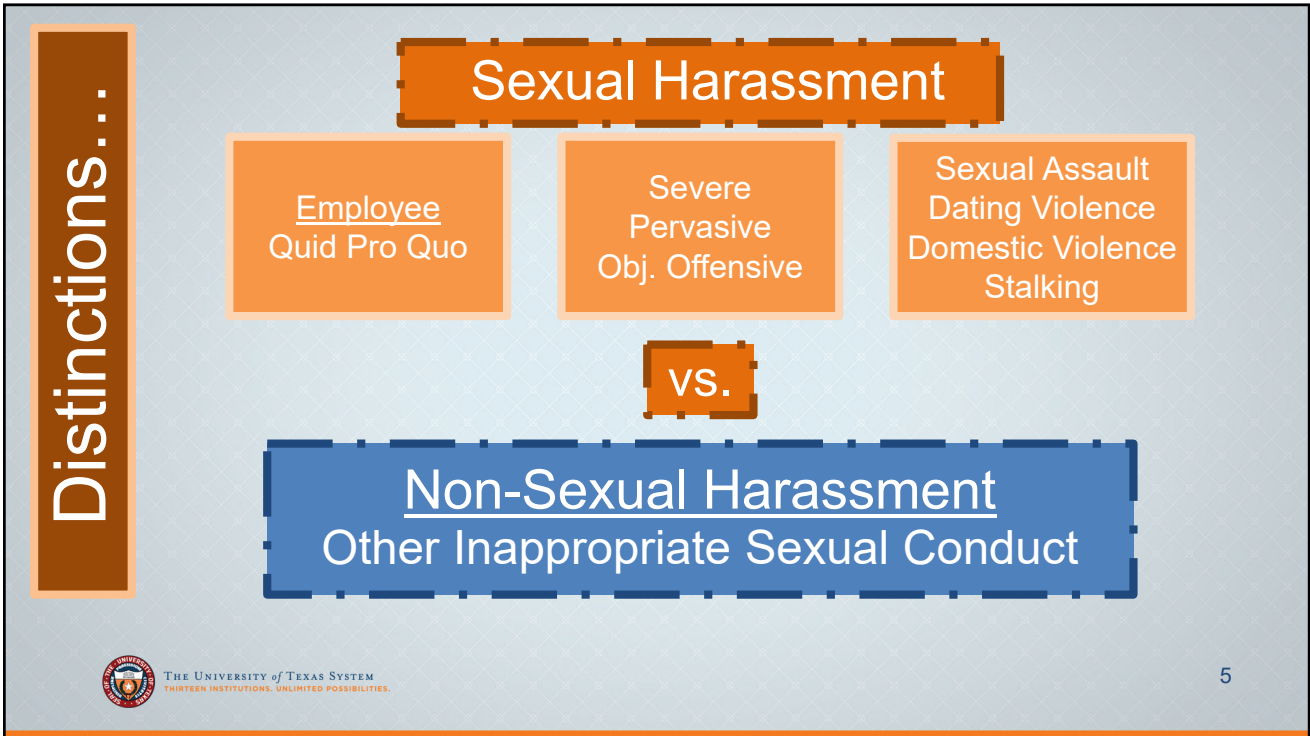 Distinctions…
Sexual Harassment
Employee
Quid Pro Quo
Severe
Pervasive
Obj. Offensive
Sexual Assault
Dating Violence
Domestic Violence
Stalking
vs.
Non-Sexual Harassment
Other Inappropriate Sexual Conduct
THE UNIVERSITY of TEXAS SYSTEM
THIRTEEN INSTITUTIONS. UNLIMITED POSSIBILITIES.
5